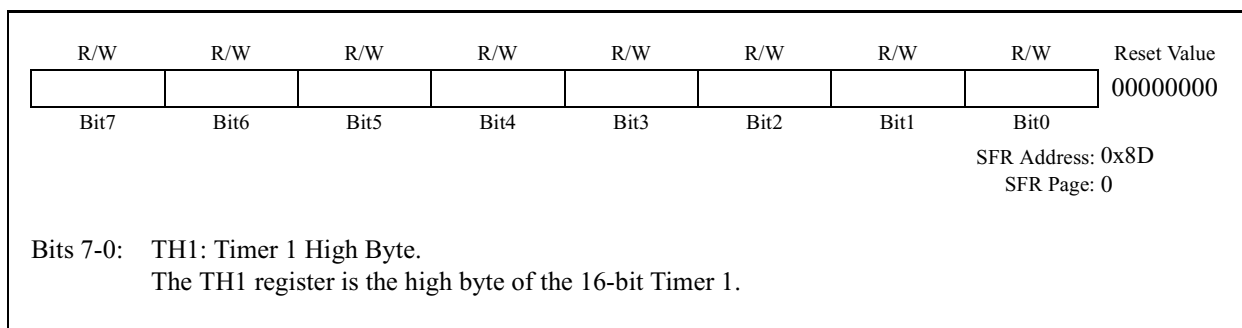 R/W R/W R/W R/W R/W R/W R/W R/W Reset Value
00000000
Bit7 Bit6 Bit5 Bit4 Bit3 Bit2 Bit1 Bit0
SFR Address: 0x8D
SFR Page: 0
Bits 7-0: TH1: Timer 1 High Byte.
The TH1 register is the high byte of the 16-bit Timer 1.